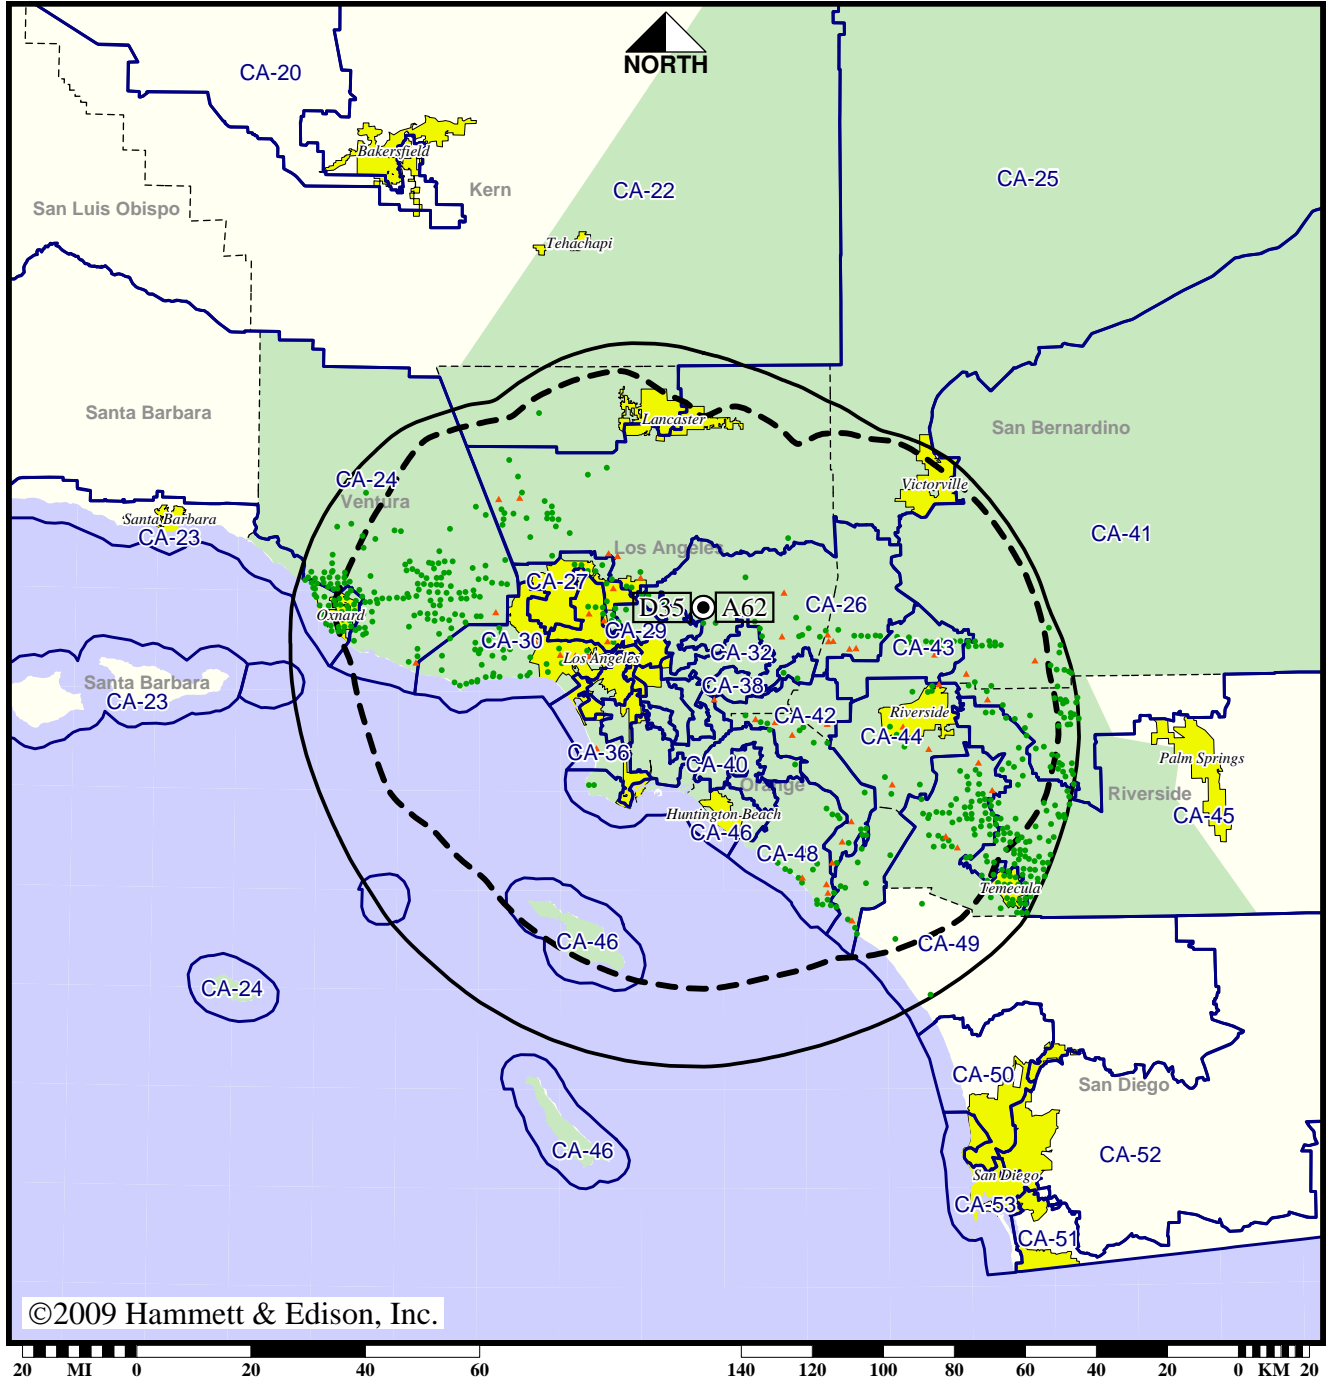 NORTH
CA-20
Bakersfield
Kern
CA-22
CA-25
San Luis Obispo
Tehachapi
Santa Barbara
Lancaster
San Bernardino
CA-24
Ventura
Victorville
Santa Barbara
CA-23
Los Angeles
CA-41
CA-27
D35
A62
CA-26
Oxnard
CA-30
CA-29
CA-32
CA-43
Los Angeles
Santa Barbara
CA-23
CA-38
CA-42
Riverside
CA-44
CA-36
CA-40
Orange
Palm Springs
Riverside
CA-45
Huntington Beach
CA-46
CA-48
Temecula
CA-46
CA-49
CA-24
CA-50
San Diego
CA-46
CA-52
San Diego
CA-53
CA-51
©2009 Hammett & Edison, Inc.
20 MI 0 20 40 60 140 120 100 80 60 40 20 0 KM 20